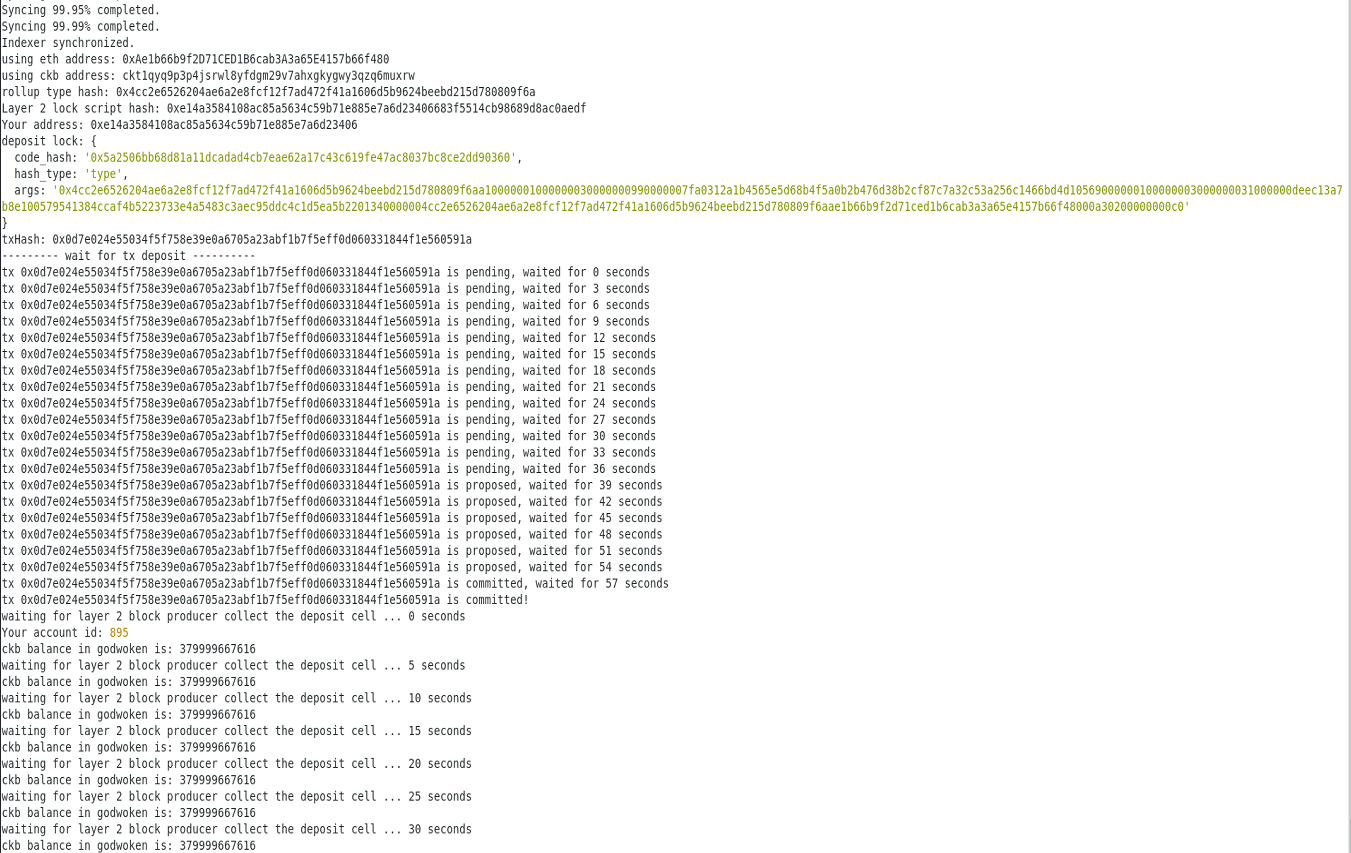 Syncing 99.95% completed.
Syncing 99.99% completed.
Indexer synchronized.
using eth address: 0xAe1b66b9f2D71CED1B6cab3A3a65E4157b66f480
using ckb address: ckt1qyq9p3p4jsrwl8yfdgm29v7ahxgkygwy3qzq6muxrw
rollup type hash: 0x4cc2e6526204ae6a2e8fcf12f7ad472f41a1606d5b9624beebd215d780809f6a
Layer 2 lock script hash: 0xe14a3584108ac85a5634c59b71e885e7a6d23406683f5514cb98689d8ac0aedf
Your address: 0xe14a3584108ac85a5634c59b71e885e7a6d23406
deposit lock: {
  code_hash: '0x5a2506bb68d81a11dcadad4cb7eae62a17c43c619fe47ac8037bc8ce2dd90360',
  hash_type: 'type',
  args: '0x4cc2e6526204ae6a2e8fcf12f7ad472f41a1606d5b9624beebd215d780809f6aa10000001000000030000000990000007fa0312a1b4565e5d68b4f5a0b2b476d38b2cf87c7a32c53a256c1466bd4d105690000001000000030000000031000000deec13a7
b8e100579541384ccaf4b5223733e4a5483c3aec95ddc4c1d5ea5b2201340000004cc2e6526204ae6a2e8fcf12f7ad472f41a1606d5b9624beebd215d780809f6aae1b66b9f2d71ced1b6cab3a3a65e4157b66f48000a30200000000c0'
}
txHash: 0x0d7e024e55034f5f758e39e0a6705a23abf1b7f5eff0d060331844f1e560591a
--------- wait for tx deposit ----------
tx 0x0d7e024e55034f5f758e39e0a6705a23abf1b7f5eff0d060331844f1e560591a is pending, waited for 0 seconds
tx 0x0d7e024e55034f5f758e39e0a6705a23abf1b7f5eff0d060331844f1e560591a is pending, waited for 3 seconds
tx 0x0d7e024e55034f5f758e39e0a6705a23abf1b7f5eff0d060331844f1e560591a is pending, waited for 6 seconds
tx 0x0d7e024e55034f5f758e39e0a6705a23abf1b7f5eff0d060331844f1e560591a is pending, waited for 9 seconds
tx 0x0d7e024e55034f5f758e39e0a6705a23abf1b7f5eff0d060331844f1e560591a is pending, waited for 12 seconds
tx 0x0d7e024e55034f5f758e39e0a6705a23abf1b7f5eff0d060331844f1e560591a is pending, waited for 15 seconds
tx 0x0d7e024e55034f5f758e39e0a6705a23abf1b7f5eff0d060331844f1e560591a is pending, waited for 18 seconds
tx 0x0d7e024e55034f5f758e39e0a6705a23abf1b7f5eff0d060331844f1e560591a is pending, waited for 21 seconds
tx 0x0d7e024e55034f5f758e39e0a6705a23abf1b7f5eff0d060331844f1e560591a is pending, waited for 24 seconds
tx 0x0d7e024e55034f5f758e39e0a6705a23abf1b7f5eff0d060331844f1e560591a is pending, waited for 27 seconds
tx 0x0d7e024e55034f5f758e39e0a6705a23abf1b7f5eff0d060331844f1e560591a is pending, waited for 30 seconds
tx 0x0d7e024e55034f5f758e39e0a6705a23abf1b7f5eff0d060331844f1e560591a is pending, waited for 33 seconds
tx 0x0d7e024e55034f5f758e39e0a6705a23abf1b7f5eff0d060331844f1e560591a is pending, waited for 36 seconds
tx 0x0d7e024e55034f5f758e39e0a6705a23abf1b7f5eff0d060331844f1e560591a is proposed, waited for 39 seconds
tx 0x0d7e024e55034f5f758e39e0a6705a23abf1b7f5eff0d060331844f1e560591a is proposed, waited for 42 seconds
tx 0x0d7e024e55034f5f758e39e0a6705a23abf1b7f5eff0d060331844f1e560591a is proposed, waited for 45 seconds
tx 0x0d7e024e55034f5f758e39e0a6705a23abf1b7f5eff0d060331844f1e560591a is proposed, waited for 48 seconds
tx 0x0d7e024e55034f5f758e39e0a6705a23abf1b7f5eff0d060331844f1e560591a is proposed, waited for 51 seconds
tx 0x0d7e024e55034f5f758e39e0a6705a23abf1b7f5eff0d060331844f1e560591a is proposed, waited for 54 seconds
tx 0x0d7e024e55034f5f758e39e0a6705a23abf1b7f5eff0d060331844f1e560591a is committed, waited for 57 seconds
tx 0x0d7e024e55034f5f758e39e0a6705a23abf1b7f5eff0d060331844f1e560591a is committed!
waiting for layer 2 block producer collect the deposit cell ... 0 seconds
Your account id: 895
ckb balance in godwoken is: 379999667616
waiting for layer 2 block producer collect the deposit cell ... 5 seconds
ckb balance in godwoken is: 379999667616
waiting for layer 2 block producer collect the deposit cell ... 10 seconds
ckb balance in godwoken is: 379999667616
waiting for layer 2 block producer collect the deposit cell ... 15 seconds
ckb balance in godwoken is: 379999667616
waiting for layer 2 block producer collect the deposit cell ... 20 seconds
ckb balance in godwoken is: 379999667616
waiting for layer 2 block producer collect the deposit cell ... 25 seconds
ckb balance in godwoken is: 379999667616
waiting for layer 2 block producer collect the deposit cell ... 30 seconds
ckb balance in godwoken is: 379999667616